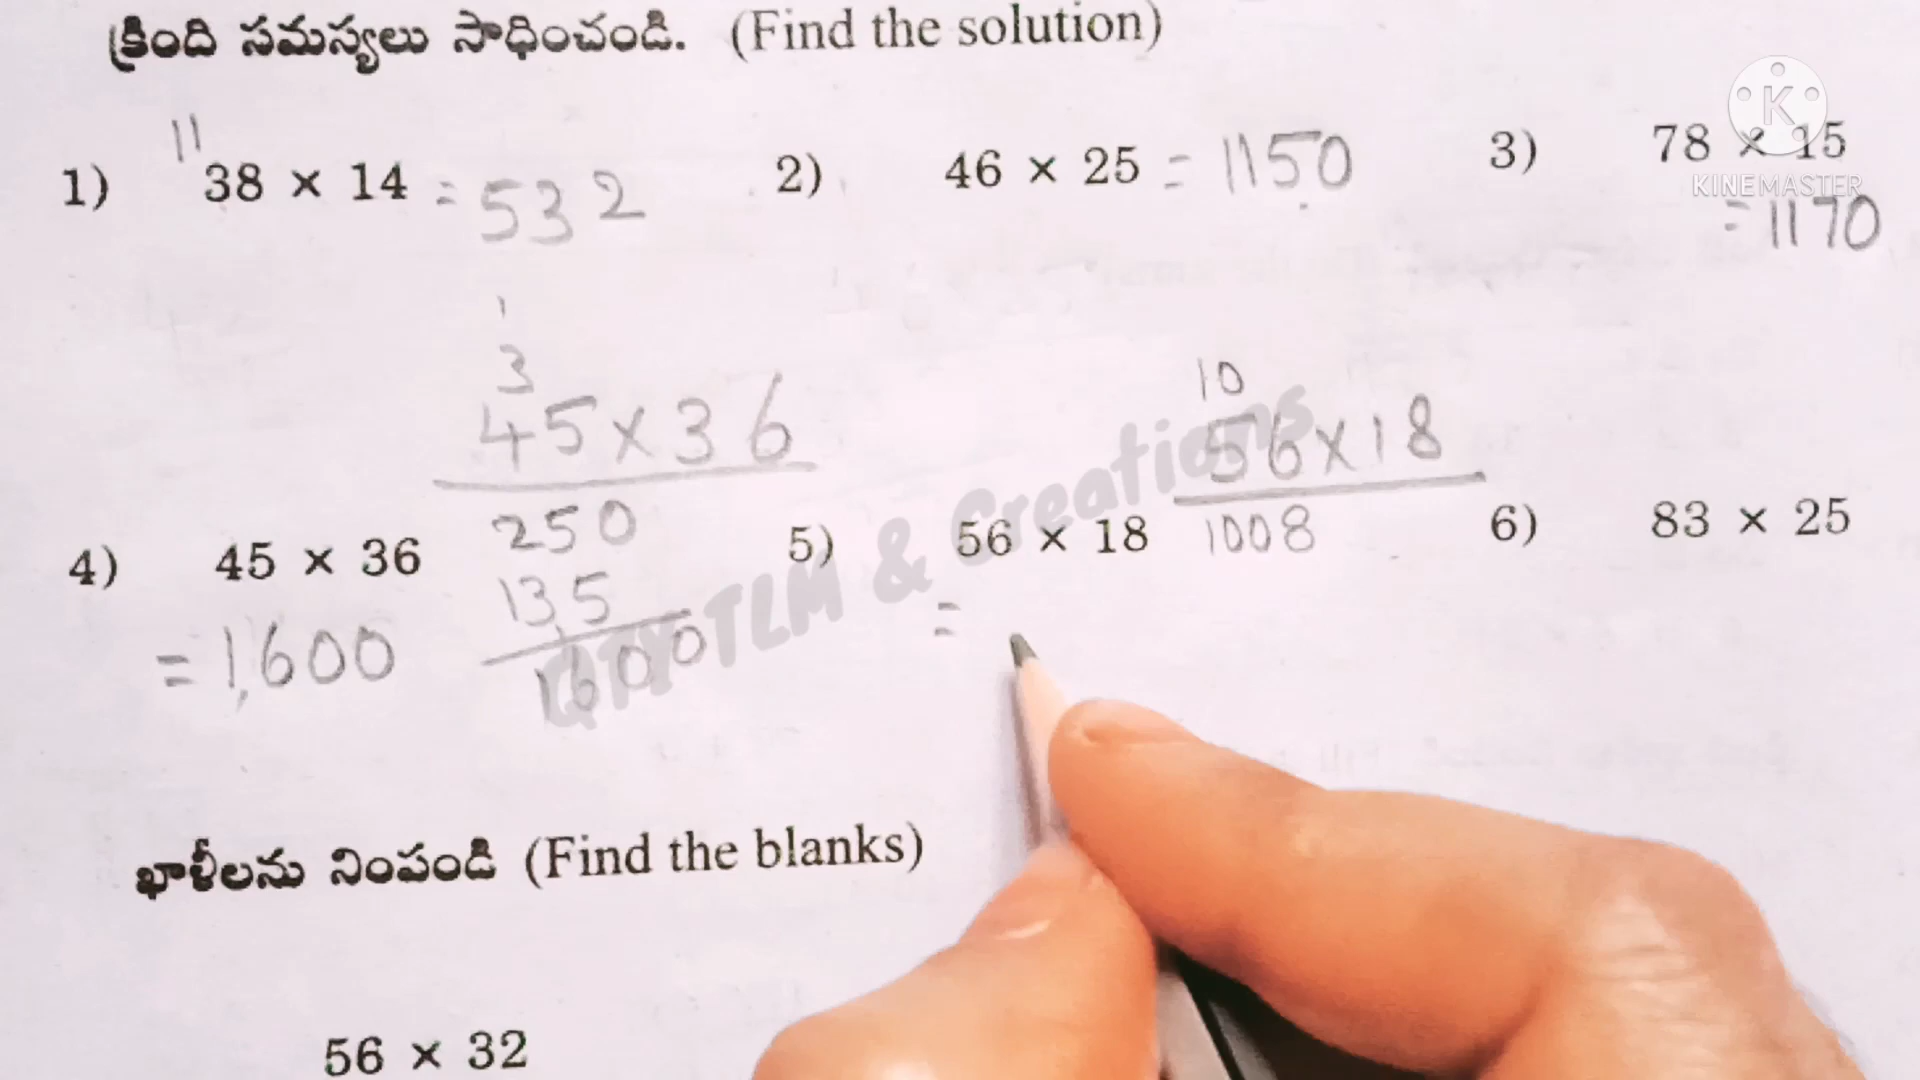 క్రింది సమస్యలు సాధించండి. (Find the solution)
11
1) 38 × 14 = 532
2) 46 × 25 = 1150
3) 78 × 15
= 1170
K
KINEMASTER
1
3
45 × 36
250
135
1600
4) 45 × 36
= 1,600
10
56 × 18
1008
5) 56 × 18
=
6) 83 × 25
QTY TLM & Creations
ఖాళీలను నింపండి (Find the blanks)
56 × 32